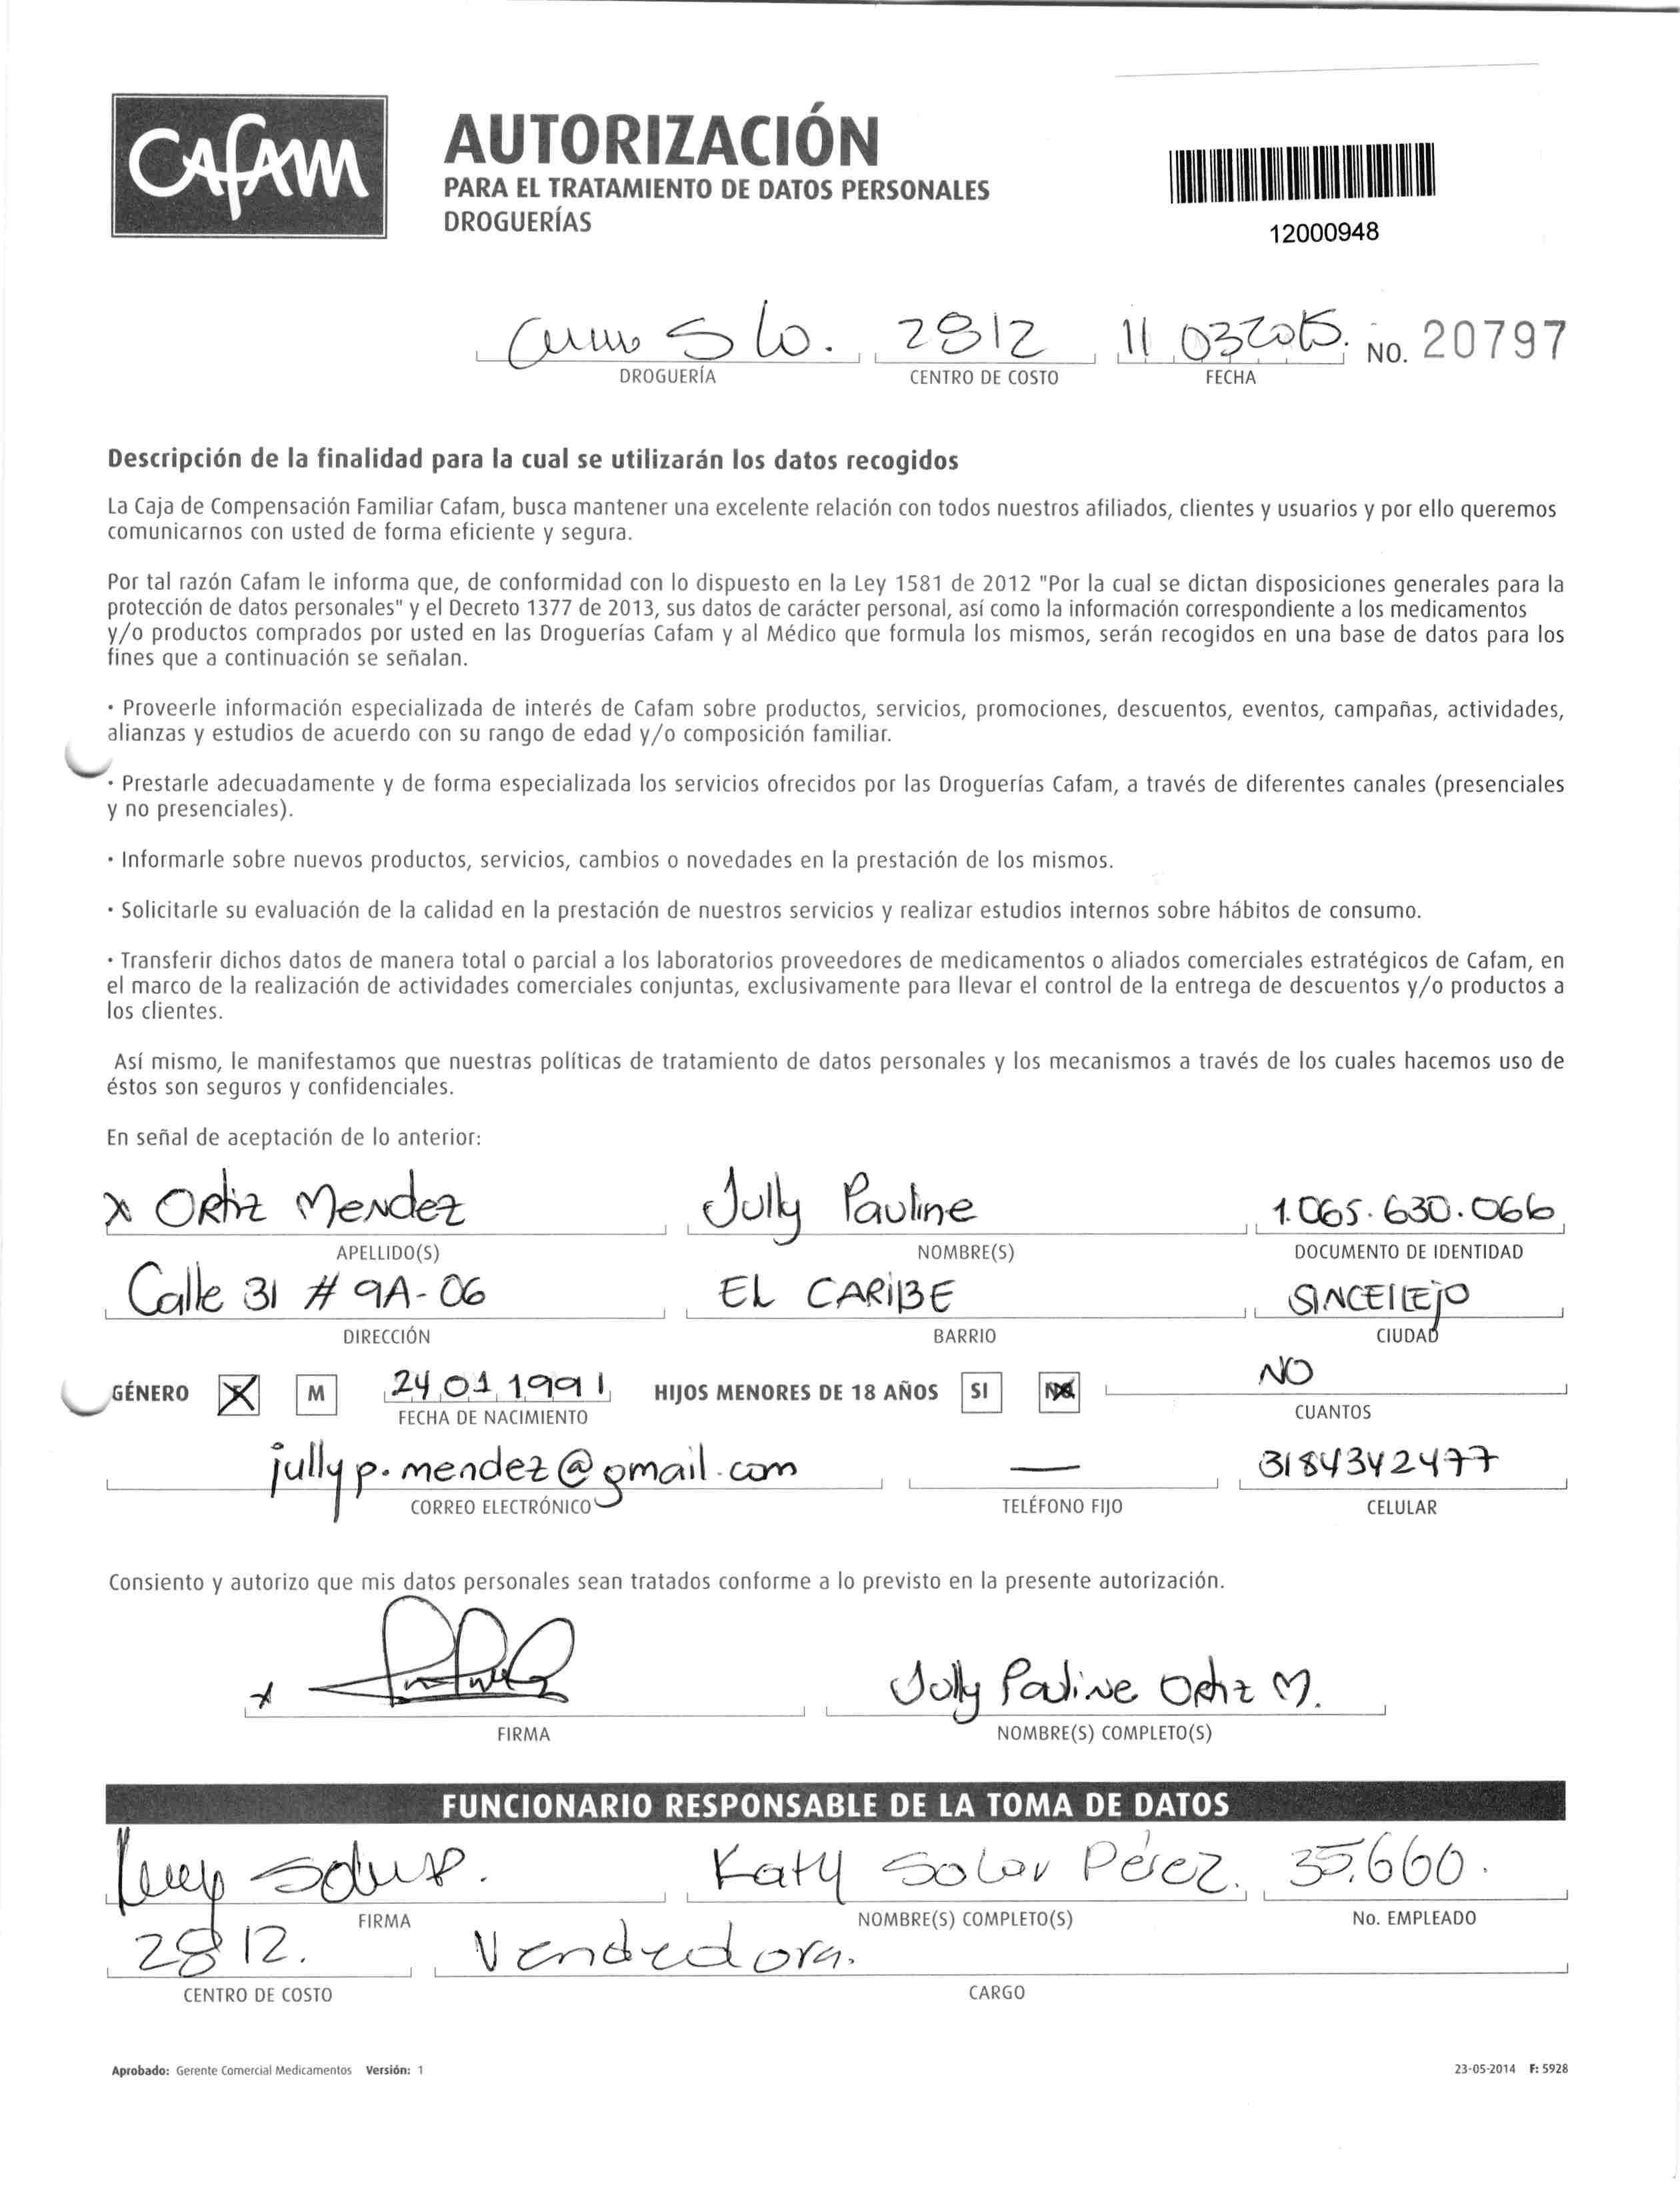 Cafam
AUTORIZACIÓN
PARA EL TRATAMIENTO DE DATOS PERSONALES
DROGUERÍAS
12000948
2812 11 03 2015. NO. 20797
DROGUERÍA CENTRO DE COSTO FECHA
Descripción de la finalidad para la cual se utilizarán los datos recogidos
La Caja de Compensación Familiar Cafam, busca mantener una excelente relación con todos nuestros afiliados, clientes y usuarios y por ello queremos
comunicarnos con usted de forma eficiente y segura.
Por tal razón Cafam le informa que, de conformidad con lo dispuesto en la Ley 1581 de 2012 "Por la cual se dictan disposiciones generales para la
protección de datos personales" y el Decreto 1377 de 2013, sus datos de carácter personal, así como la información correspondiente a los medicamentos
y/o productos comprados por usted en las Droguerías Cafam y al Médico que formula los mismos, serán recogidos en una base de datos para los
fines que a continuación se señalan.
· Proveerle información especializada de interés de Cafam sobre productos, servicios, promociones, descuentos, eventos, campañas, actividades,
alianzas y estudios de acuerdo con su rango de edad y/o composición familiar.
· Prestarle adecuadamente y de forma especializada los servicios ofrecidos por las Droguerías Cafam, a través de diferentes canales (presenciales
y no presenciales).
· Informarle sobre nuevos productos, servicios, cambios o novedades en la prestación de los mismos.
· Solicitarle su evaluación de la calidad en la prestación de nuestros servicios y realizar estudios internos sobre hábitos de consumo.
· Transferir dichos datos de manera total o parcial a los laboratorios proveedores de medicamentos o aliados comerciales estratégicos de Cafam, en
el marco de la realización de actividades comerciales conjuntas, exclusivamente para llevar el control de la entrega de descuentos y/o productos a
los clientes.
Así mismo, le manifestamos que nuestras políticas de tratamiento de datos personales y los mecanismos a través de los cuales hacemos uso de
éstos son seguros y confidenciales.
En señal de aceptación de lo anterior:
x Ortiz Mendez Jully Pauline 1.065.630.066
APELLIDO(S) NOMBRE(S) DOCUMENTO DE IDENTIDAD
Calle 31 # 9A-06 EL CARIBE SINCELEJO
DIRECCIÓN BARRIO CIUDAD
GÉNERO F M 24 01 1991 HIJOS MENORES DE 18 AÑOS SI NO NO
FECHA DE NACIMIENTO CUANTOS
jullyp.mendez@gmail.com — 3184342477
CORREO ELECTRÓNICO TELÉFONO FIJO CELULAR
Consiento y autorizo que mis datos personales sean tratados conforme a lo previsto en la presente autorización.
x Jully Pauline Ortiz M.
FIRMA NOMBRE(S) COMPLETO(S)
FUNCIONARIO RESPONSABLE DE LA TOMA DE DATOS
Katy Solar Pérez. 35.660.
FIRMA NOMBRE(S) COMPLETO(S) No. EMPLEADO
2812. Vendedora.
CENTRO DE COSTO CARGO
Aprobado: Gerente Comercial Medicamentos Versión: 1 23-05-2014 F: 5928